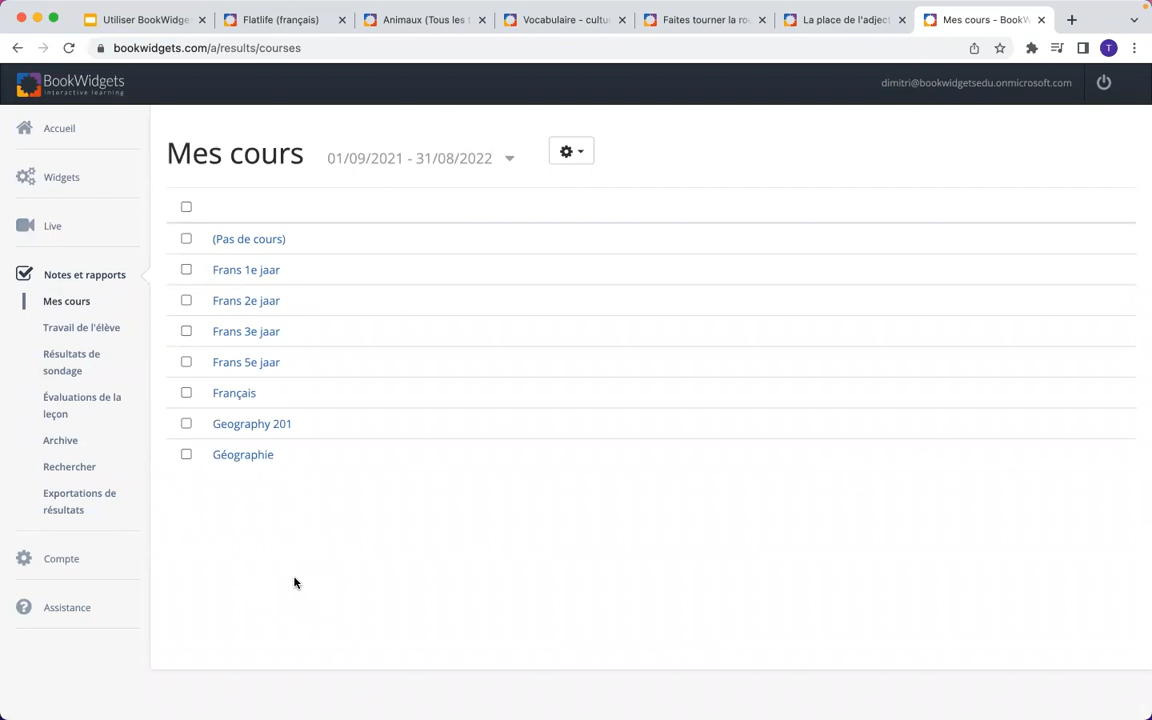 Utiliser BookWidge
Flatlife (français)
Animaux (Tous les
Vocabulaire - cultu
Faites tourner la ro
La place de l'adject
Mes cours - BookW
bookwidgets.com/a/results/courses
T
BookWidgets
interactive learning
dimitri@bookwidgetsedu.onmicrosoft.com
Accueil
Widgets
Live
Notes et rapports
Mes cours
Travail de l'élève
Résultats de
sondage
Évaluations de la
leçon
Archive
Rechercher
Exportations de
résultats
Compte
Assistance
Mes cours
01/09/2021 - 31/08/2022
(Pas de cours)
Frans 1e jaar
Frans 2e jaar
Frans 3e jaar
Frans 5e jaar
Français
Geography 201
Géographie